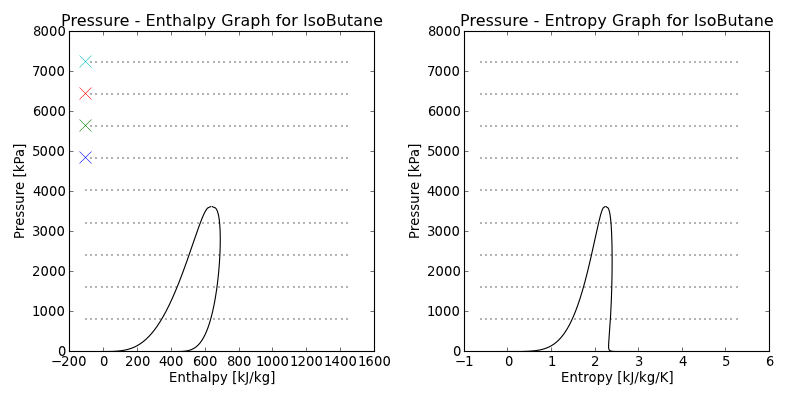 Pressure - Enthalpy Graph for IsoButane
Pressure - Entropy Graph for IsoButane
8000
7000
6000
5000
4000
3000
2000
1000
0
Pressure [kPa]
−200 0 200 400 600 800 1000 1200 1400 1600
Enthalpy [kJ/kg]
8000
7000
6000
5000
4000
3000
2000
1000
0
Pressure [kPa]
−1 0 1 2 3 4 5 6
Entropy [kJ/kg/K]